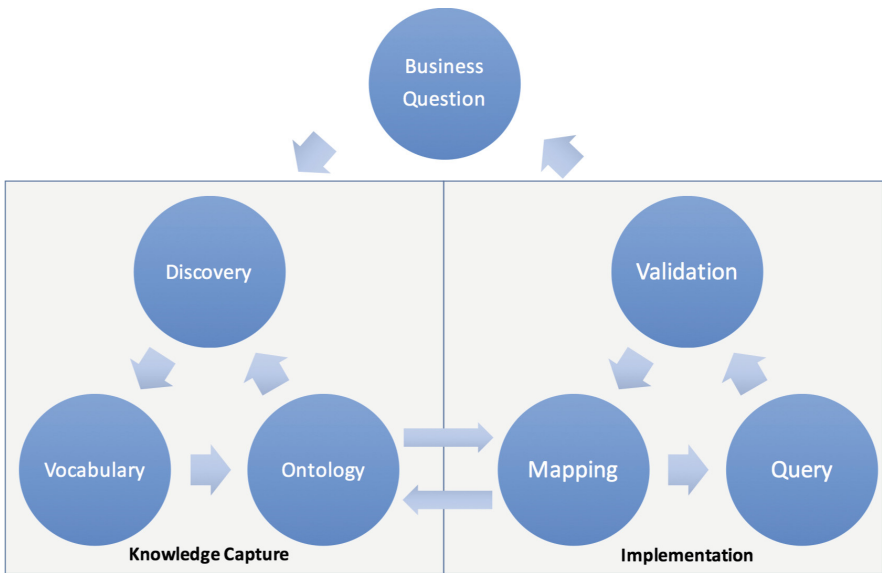 Business
Question
Discovery
Validation
Vocabulary
Ontology
Mapping
Query
Knowledge Capture
Implementation